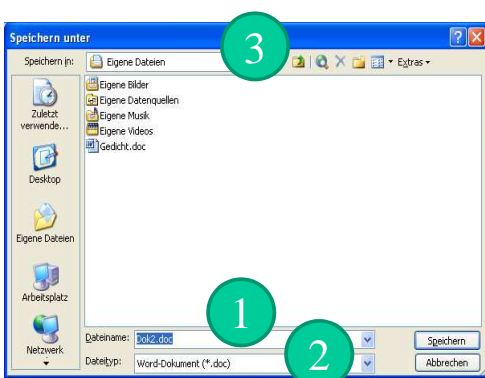 Speichern unter
3
Speichern in: Eigene Dateien Extras
Eigene Bilder
Eigene Datenquellen
Eigene Musik
Eigene Videos
Gedicht.doc
Zuletzt
verwende...
Desktop
Eigene Dateien
Arbeitsplatz
Netzwerk
1
Dateiname: Dok2.doc Speichern
2
Dateityp: Word-Dokument (*.doc) Abbrechen